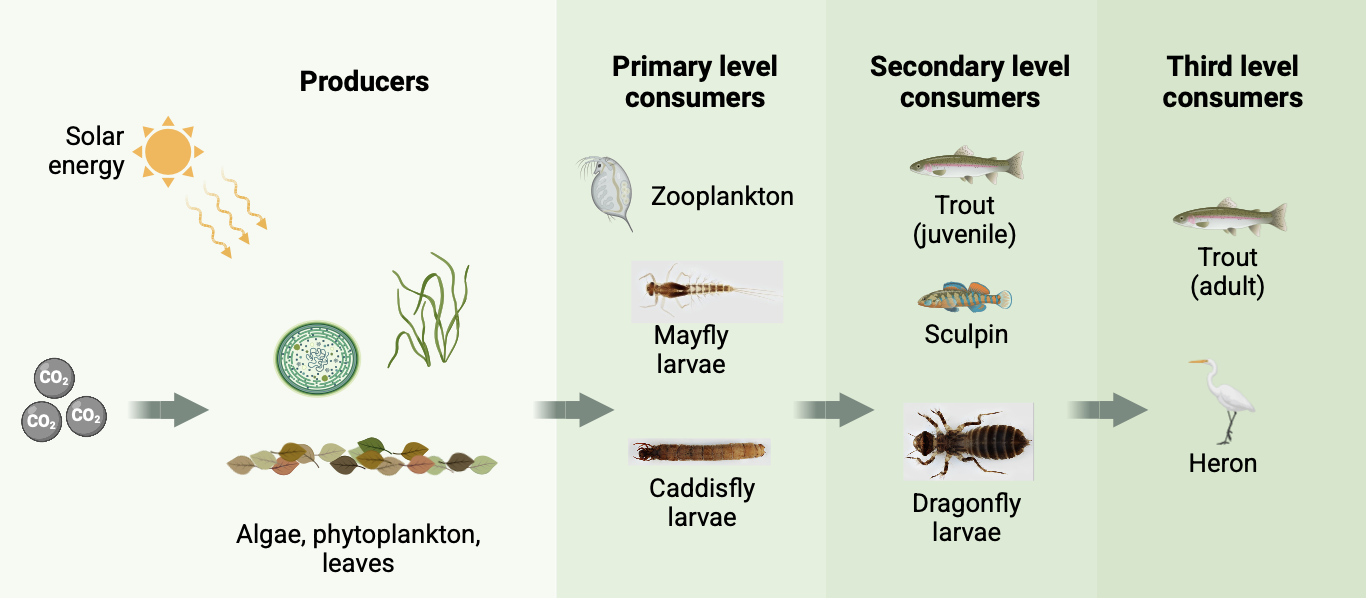 Producers
Solar
energy
CO₂
CO₂
CO₂
Algae, phytoplankton,
leaves
Primary level
consumers
Zooplankton
Mayfly
larvae
Caddisfly
larvae
Secondary level
consumers
Trout
(juvenile)
Sculpin
Dragonfly
larvae
Third level
consumers
Trout
(adult)
Heron